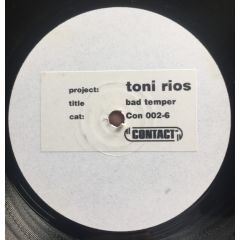 project: toni rios
title bad temper
cat: Con 002-6
CONTACT